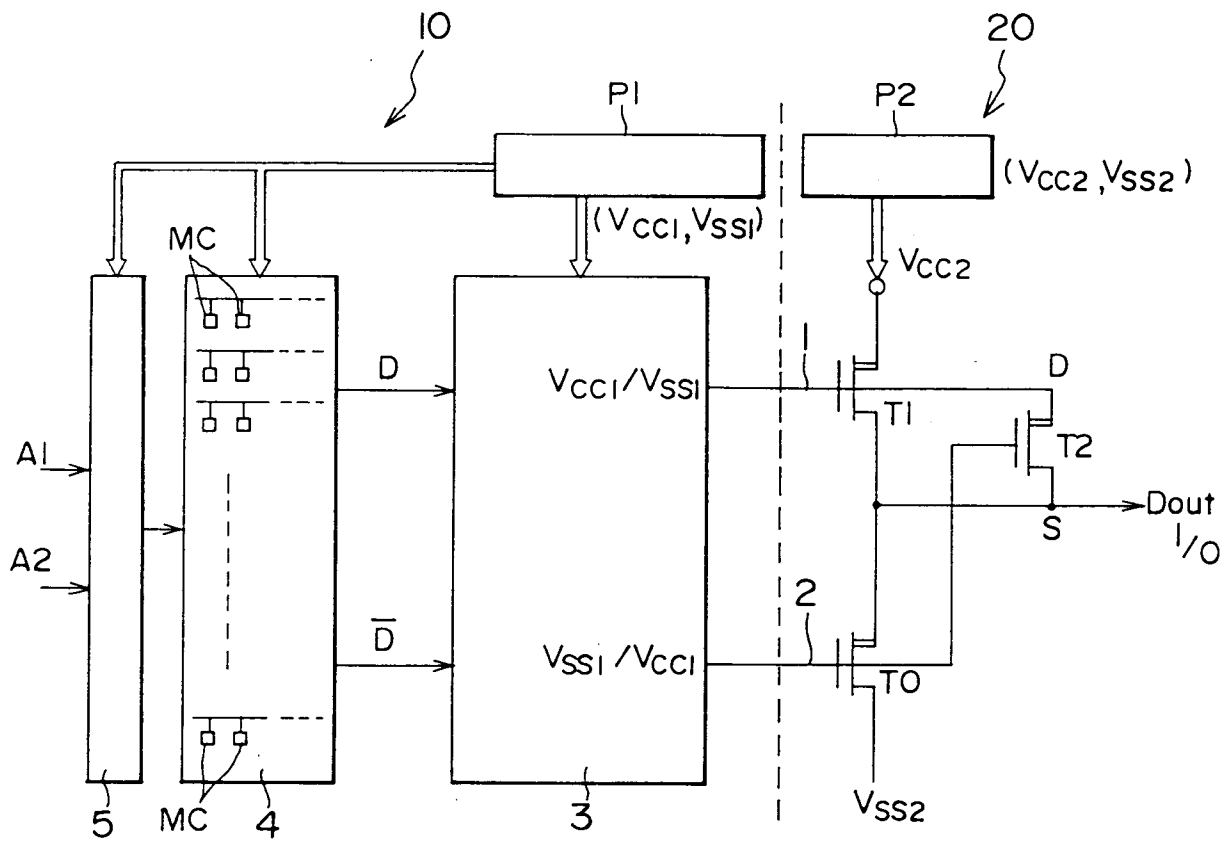 10
20
P1
P2
(VCC2, VSS2)
(VCC1, VSS1)
MC
VCC2
1
D
D
VCC1/VSS1
T1
T2
A1
Dout
S
I/O
A2
2
D̅
VSS1/VCC1
T0
VSS2
5
MC
4
3